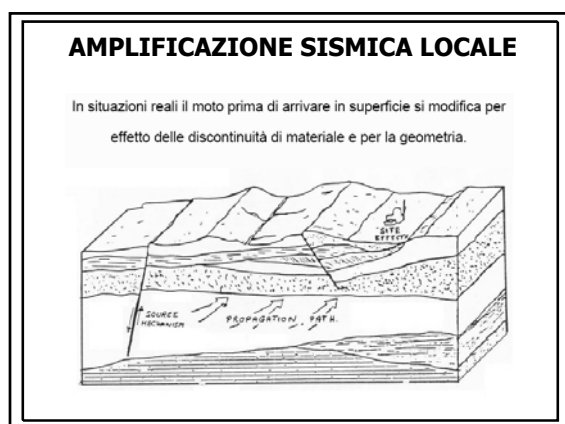 AMPLIFICAZIONE SISMICA LOCALE
In situazioni reali il moto prima di arrivare in superficie si modifica per
effetto delle discontinuità di materiale e per la geometria.
SITE
EFFECTS
SOURCE
MECHANISM
PROPAGATION PATH.